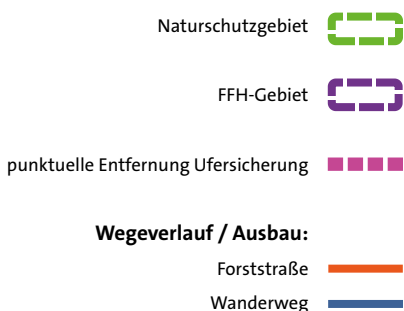 Naturschutzgebiet
FFH-Gebiet
punktuelle Entfernung Ufersicherung
Wegeverlauf / Ausbau:
Forststraße
Wanderweg